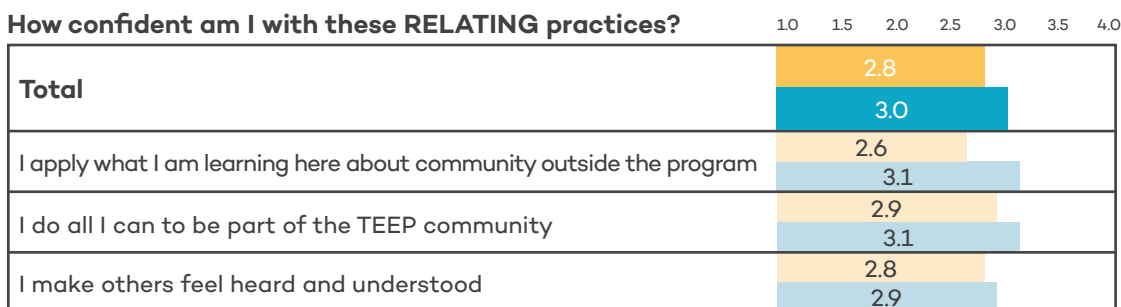 How confident am I with these RELATING practices? 1.0 1.5 2.0 2.5 3.0 3.5 4.0
Total
2.8
3.0
I apply what I am learning here about community outside the program
2.6
3.1
I do all I can to be part of the TEEP community
2.9
3.1
I make others feel heard and understood
2.8
2.9